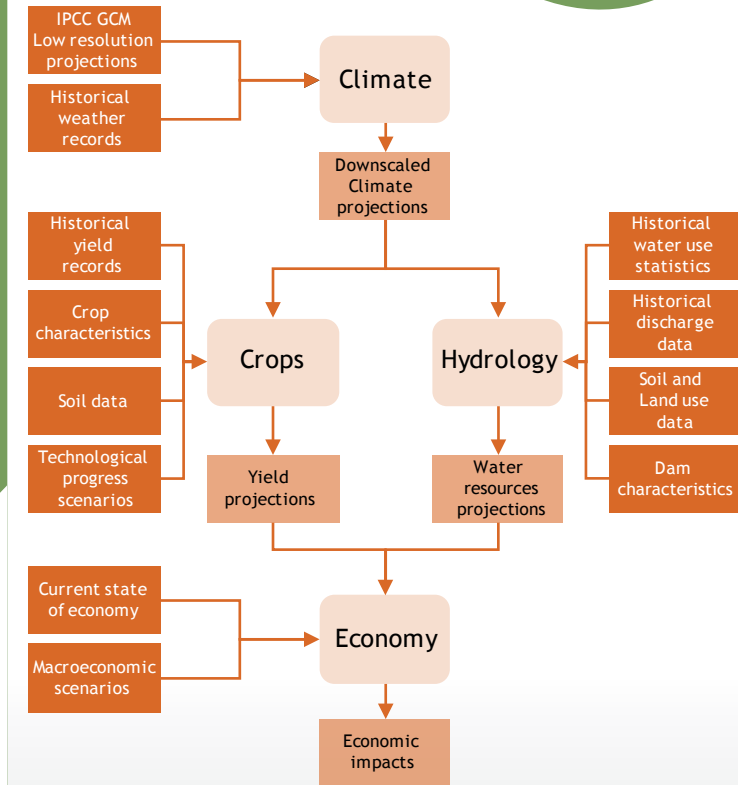 IPCC GCM
Low resolution
projections
Historical
weather
records
Climate
Downscaled
Climate
projections
Historical
yield
records
Crop
characteristics
Soil data
Technological
progress
scenarios
Crops
Hydrology
Historical
water use
statistics
Historical
discharge
data
Soil and
Land use
data
Dam
characteristics
Yield
projections
Water
resources
projections
Current state
of economy
Macroeconomic
scenarios
Economy
Economic
impacts